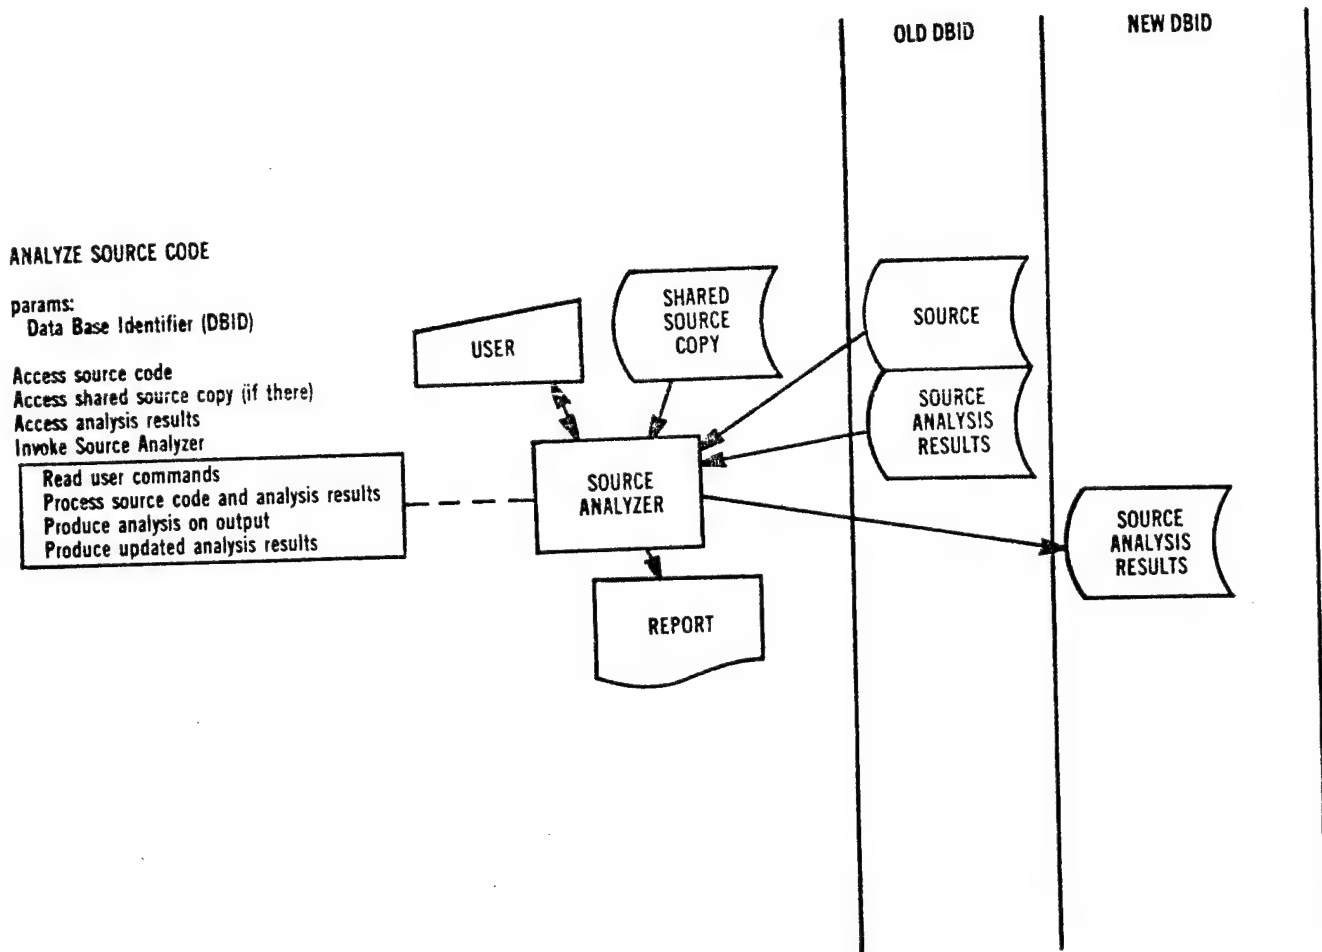 OLD DBID
NEW DBID
ANALYZE SOURCE CODE
params:
Data Base Identifier (DBID)
Access source code
Access shared source copy (if there)
Access analysis results
Invoke Source Analyzer
Read user commands
Process source code and analysis results
Produce analysis on output
Produce updated analysis results
USER
SHARED
SOURCE
COPY
SOURCE
SOURCE
ANALYSIS
RESULTS
SOURCE
ANALYZER
SOURCE
ANALYSIS
RESULTS
REPORT